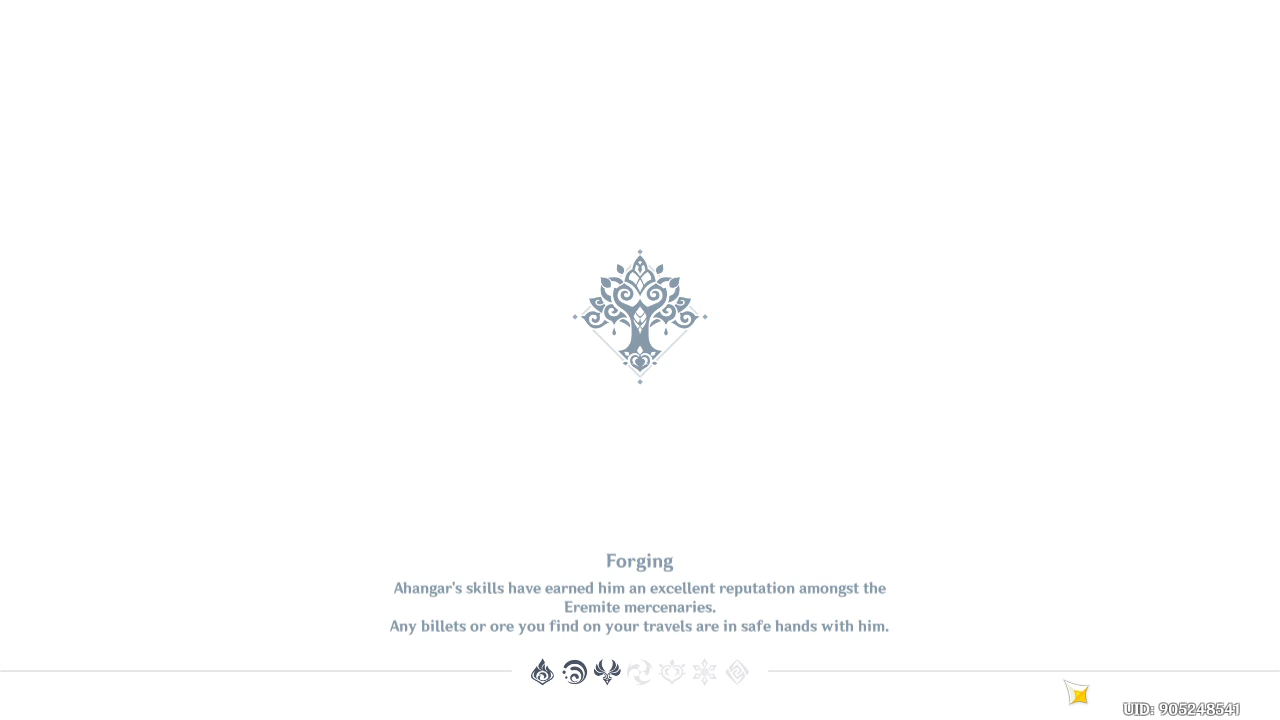 Forging
Ahangar's skills have earned him an excellent reputation amongst the
Eremite mercenaries.
Any billets or ore you find on your travels are in safe hands with him.
UID: 905248541